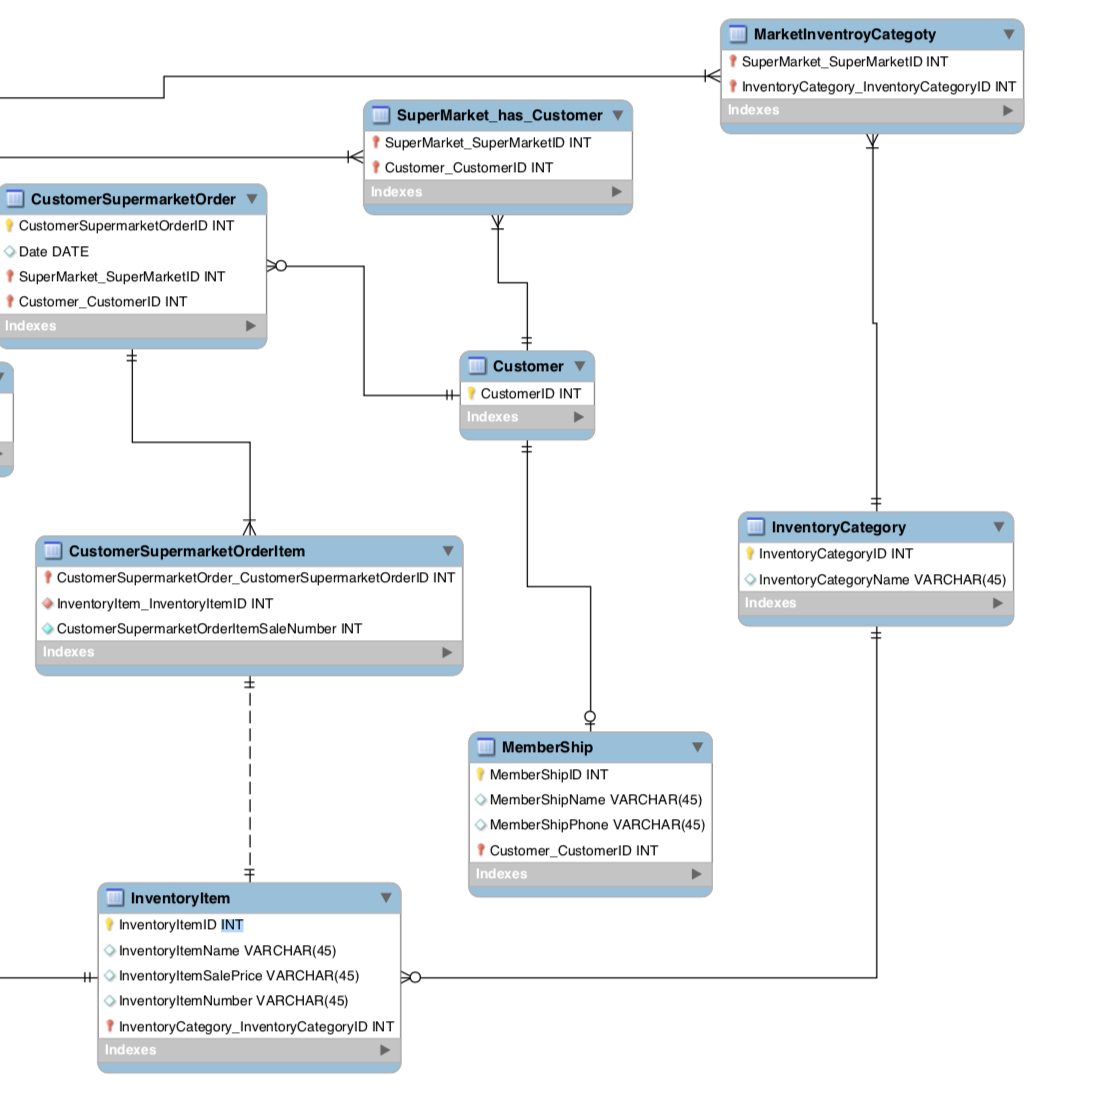 MarketInventroyCategoty
SuperMarket_SuperMarketID INT
InventoryCategory_InventoryCategoryID INT
Indexes
SuperMarket_has_Customer
SuperMarket_SuperMarketID INT
Customer_CustomerID INT
Indexes
CustomerSupermarketOrder
CustomerSupermarketOrderID INT
Date DATE
SuperMarket_SuperMarketID INT
Customer_CustomerID INT
Indexes
Customer
CustomerID INT
Indexes
CustomerSupermarketOrderItem
CustomerSupermarketOrder_CustomerSupermarketOrderID INT
InventoryItem_InventoryItemID INT
CustomerSupermarketOrderItemSaleNumber INT
Indexes
InventoryCategory
InventoryCategoryID INT
InventoryCategoryName VARCHAR(45)
Indexes
MemberShip
MemberShipID INT
MemberShipName VARCHAR(45)
MemberShipPhone VARCHAR(45)
Customer_CustomerID INT
Indexes
InventoryItem
InventoryItemID INT
InventoryItemName VARCHAR(45)
InventoryItemSalePrice VARCHAR(45)
InventoryItemNumber VARCHAR(45)
InventoryCategory_InventoryCategoryID INT
Indexes